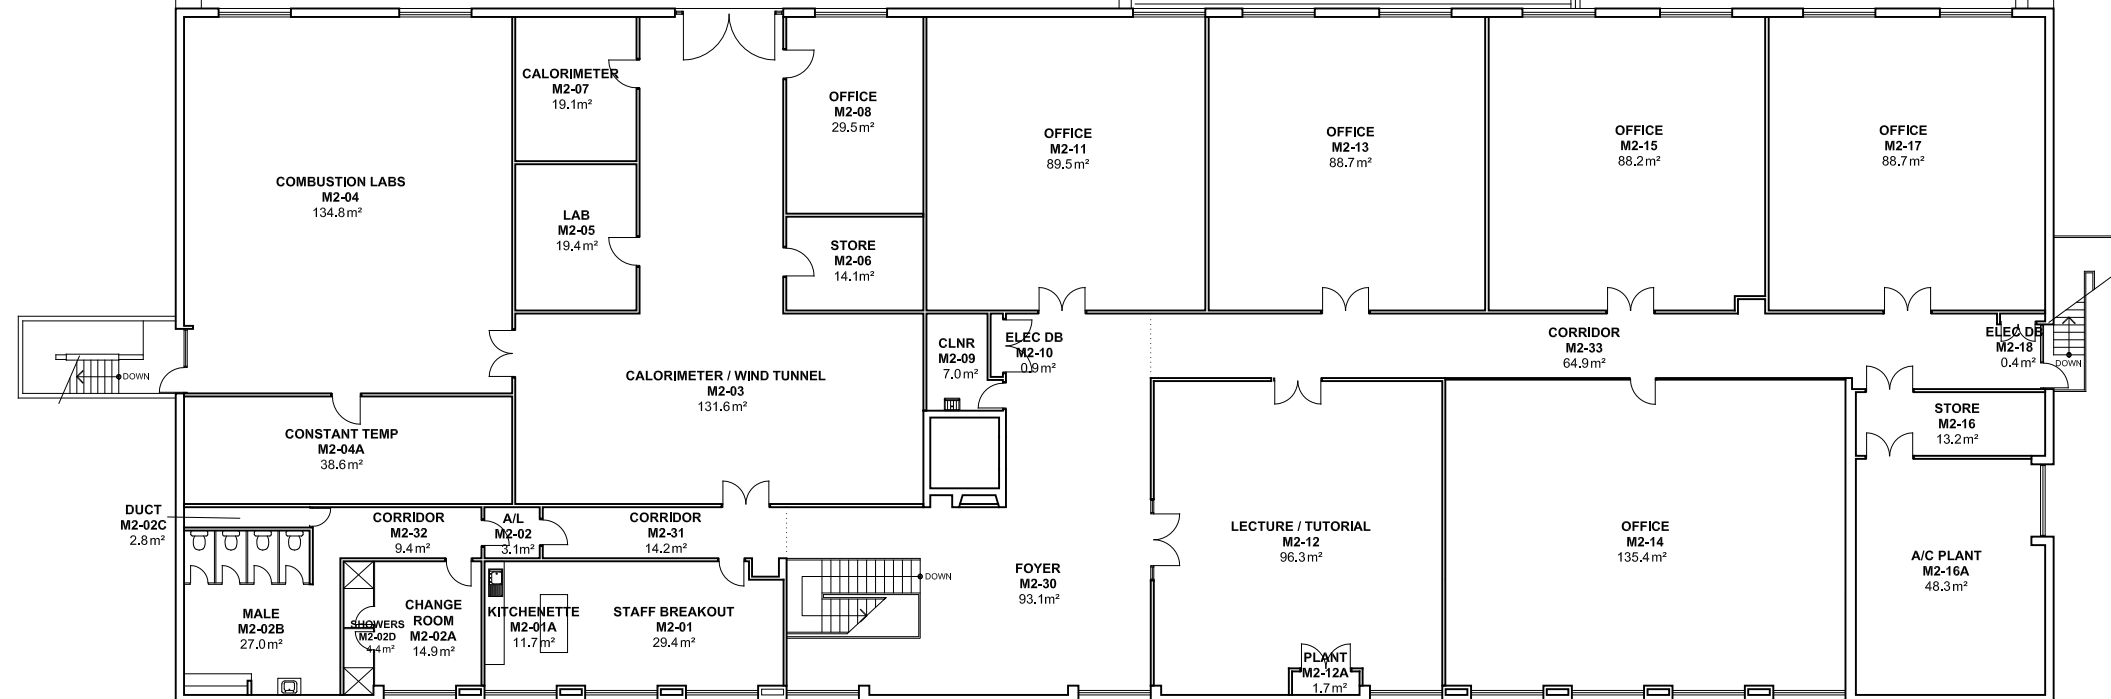 CALORIMETER
M2-07
19.1m²
OFFICE
M2-08
29.5m²
OFFICE
M2-11
89.5m²
OFFICE
M2-13
88.7m²
OFFICE
M2-15
88.2m²
OFFICE
M2-17
88.7m²
COMBUSTION LABS
M2-04
134.8m²
LAB
M2-05
19.4m²
STORE
M2-06
14.1m²
DOWN
CALORIMETER / WIND TUNNEL
M2-03
131.6m²
CLNR
M2-09
7.0m²
ELEC DB
M2-10
0.9m²
CORRIDOR
M2-33
64.9m²
ELEC DB
M2-18
0.4m²
DOWN
CONSTANT TEMP
M2-04A
38.6m²
STORE
M2-16
13.2m²
DUCT
M2-02C
2.8m²
CORRIDOR
M2-32
9.4m²
A/L
M2-02
3.1m²
CORRIDOR
M2-31
14.2m²
LECTURE / TUTORIAL
M2-12
96.3m²
OFFICE
M2-14
135.4m²
A/C PLANT
M2-16A
48.3m²
FOYER
M2-30
93.1m²
DOWN
MALE
M2-02B
27.0m²
SHOWERS
M2-02D
4.4m²
CHANGE
ROOM
M2-02A
14.9m²
KITCHENETTE
M2-01A
11.7m²
STAFF BREAKOUT
M2-01
29.4m²
PLANT
M2-12A
1.7m²